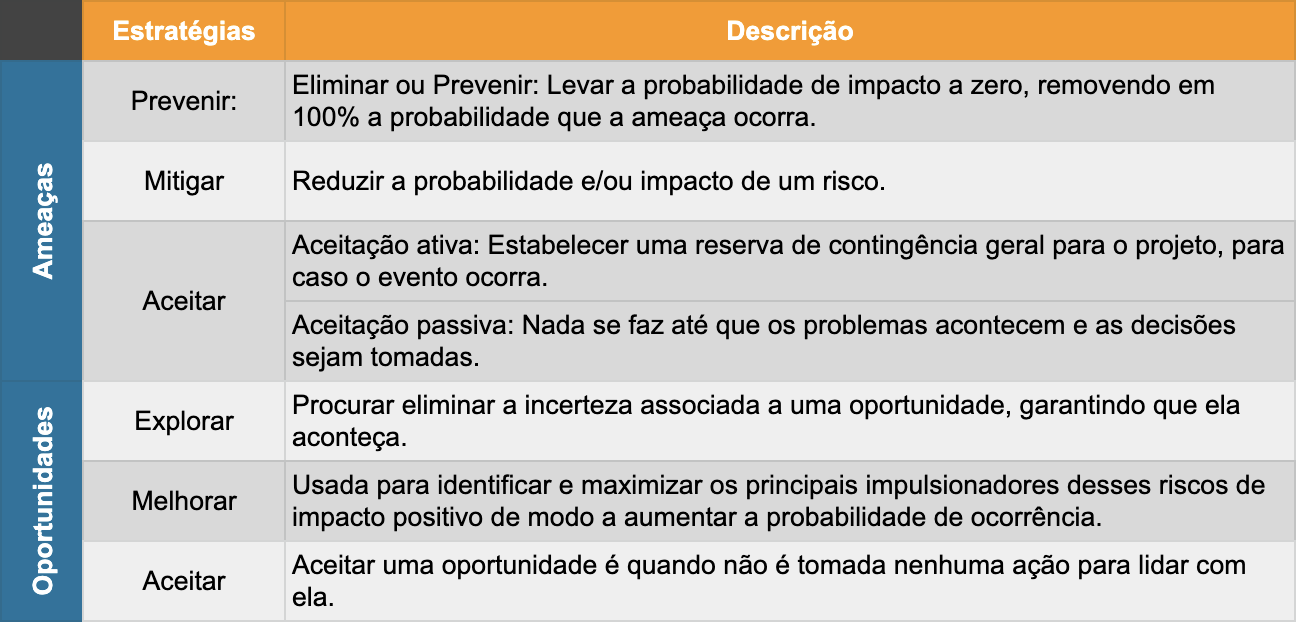 Estratégias
Descrição
Ameaças
Prevenir:
Eliminar ou Prevenir: Levar a probabilidade de impacto a zero, removendo em
100% a probabilidade que a ameaça ocorra.
Mitigar
Reduzir a probabilidade e/ou impacto de um risco.
Aceitar
Aceitação ativa: Estabelecer uma reserva de contingência geral para o projeto, para
caso o evento ocorra.
Aceitação passiva: Nada se faz até que os problemas acontecem e as decisões
sejam tomadas.
Oportunidades
Explorar
Procurar eliminar a incerteza associada a uma oportunidade, garantindo que ela
aconteça.
Melhorar
Usada para identificar e maximizar os principais impulsionadores desses riscos de
impacto positivo de modo a aumentar a probabilidade de ocorrência.
Aceitar
Aceitar uma oportunidade é quando não é tomada nenhuma ação para lidar com
ela.